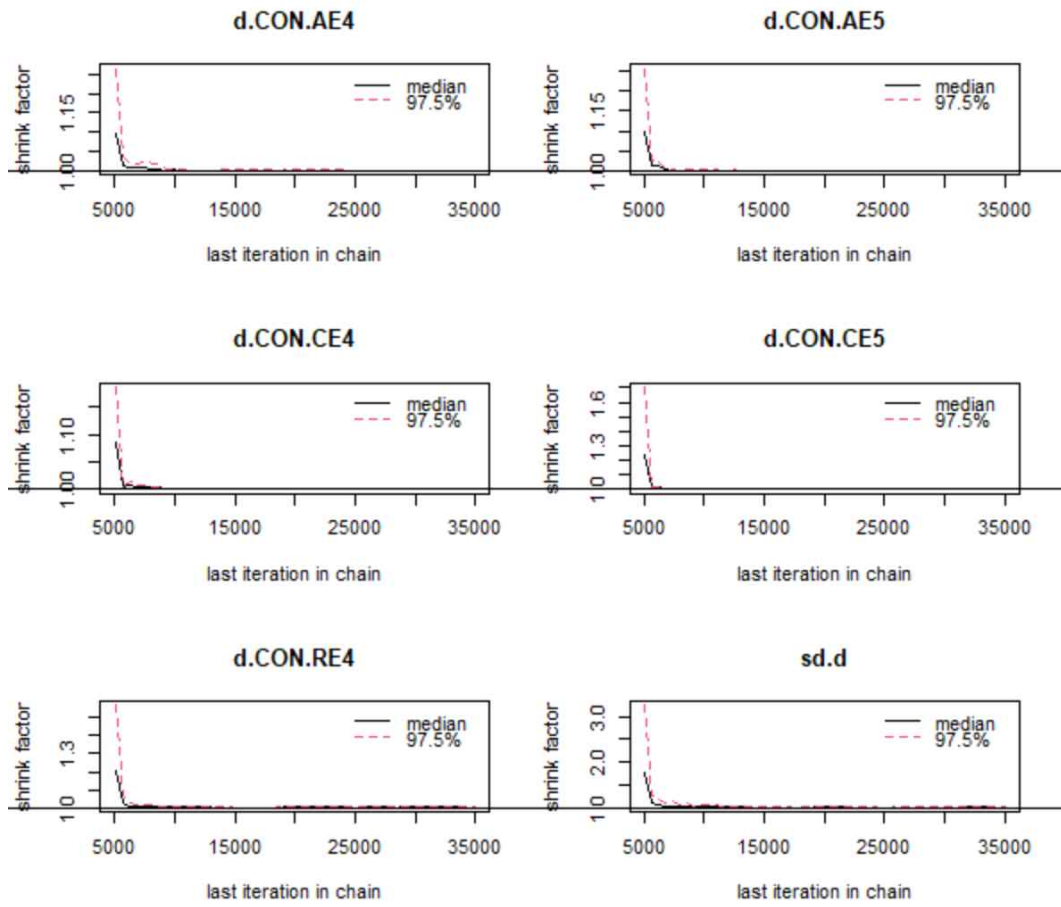 d.CON.AE4
shrink factor
1.00 1.15
median
97.5%
5000 15000 25000 35000
last iteration in chain
d.CON.AE5
shrink factor
1.00 1.15
median
97.5%
5000 15000 25000 35000
last iteration in chain
d.CON.CE4
shrink factor
1.00 1.10
median
97.5%
5000 15000 25000 35000
last iteration in chain
d.CON.CE5
shrink factor
1.0 1.3 1.6
median
97.5%
5000 15000 25000 35000
last iteration in chain
d.CON.RE4
shrink factor
1.0 1.3
median
97.5%
5000 15000 25000 35000
last iteration in chain
sd.d
shrink factor
1.0 2.0 3.0
median
97.5%
5000 15000 25000 35000
last iteration in chain